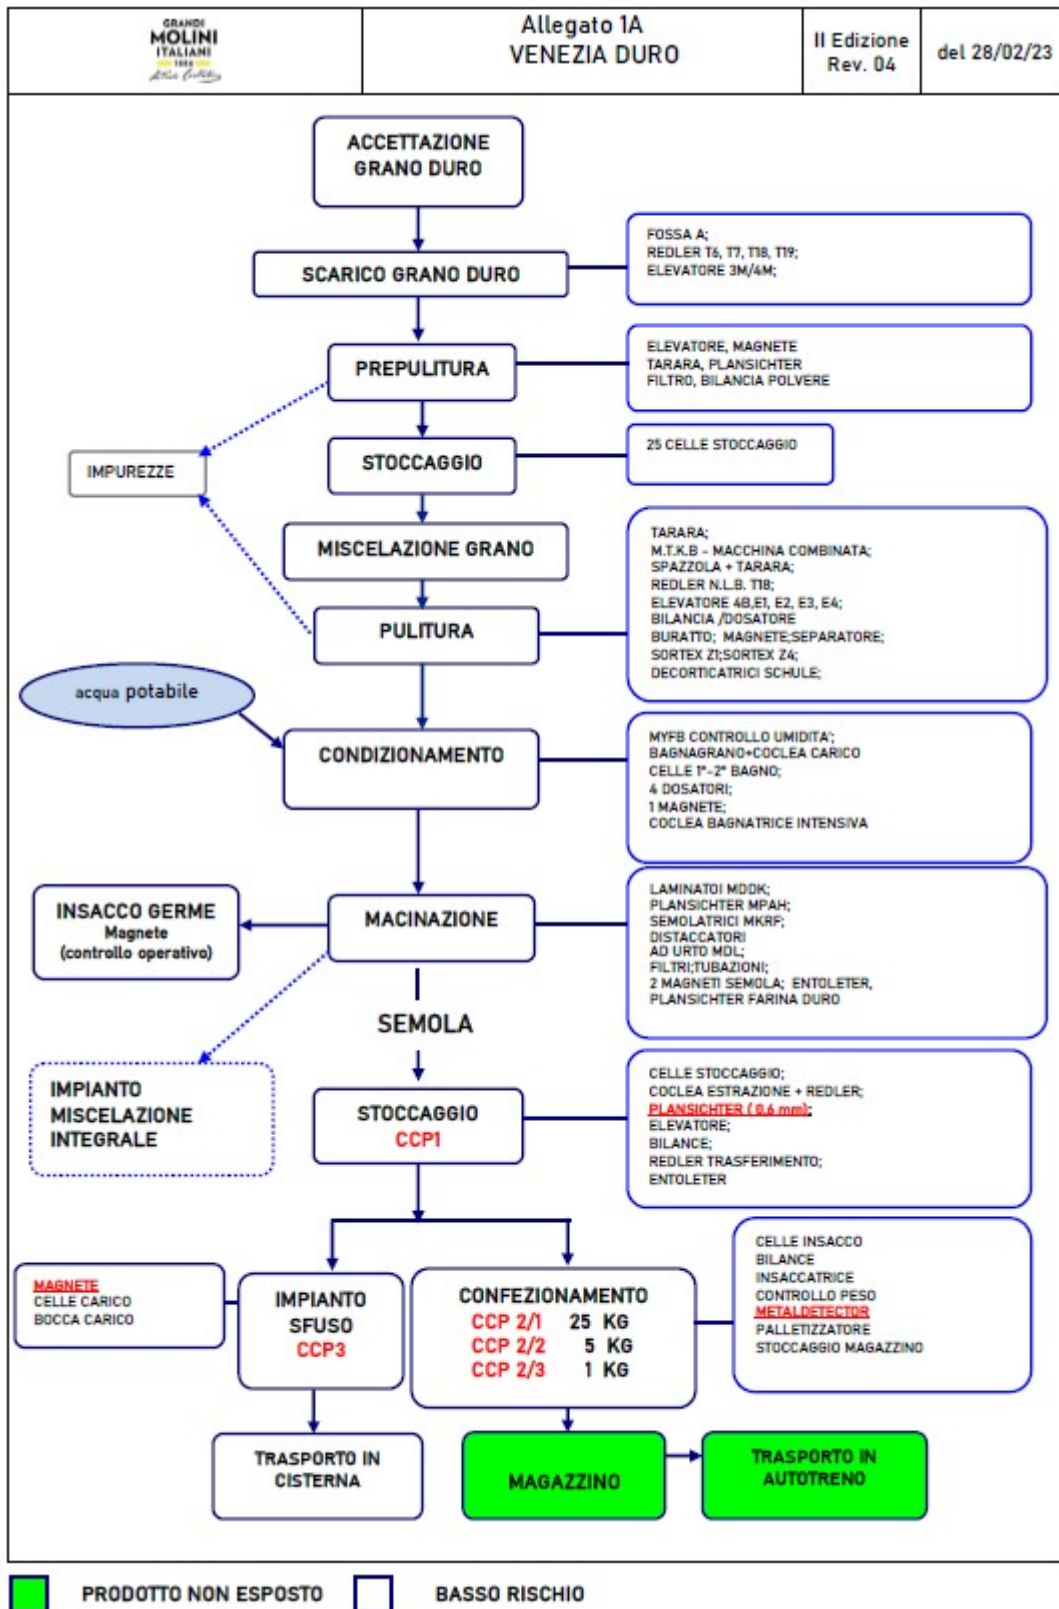 GRANDI
MOLINI
ITALIANI
Allegato 1A
VENEZIA DURO
II Edizione
Rev. 04
del 28/02/23
ACCETTAZIONE
GRANO DURO
SCARICO GRANO DURO
FOSSA A;
REDLER T6, T7, T18, T19;
ELEVATORE 3M/4M;
PREPULITURA
ELEVATORE, MAGNETE
TARARA, PLANSICHTER
FILTRO, BILANCIA POLVERE
STOCCAGGIO
25 CELLE STOCCAGGIO
IMPUREZZE
MISCELAZIONE GRANO
PULITURA
TARARA;
M.T.K.B - MACCHINA COMBINATA;
SPAZZOLA + TARARA;
REDLER N.L.B. T18;
ELEVATORE 4B,E1, E2, E3, E4;
BILANCIA /DOSATORE
BURATTO; MAGNETE;SEPARATORE;
SORTEX Z1;SORTEX Z4;
DECORTICATRICI SCHULE;
acqua potabile
CONDIZIONAMENTO
MYFB CONTROLLO UMIDITA';
BAGNAGRANO+COCLEA CARICO
CELLE 1°-2° BAGNO;
4 DOSATORI;
1 MAGNETE;
COCLEA BAGNATRICE INTENSIVA
INSACCO GERME
Magnete
(controllo operativo)
MACINAZIONE
LAMINATOI MDDK;
PLANSICHTER MPAH;
SEMOLATRICI MKRF;
DISTACCATORI
AD URTO MDL;
FILTRI;TUBAZIONI;
2 MAGNETI SEMOLA; ENTOLETER,
PLANSICHTER FARINA DURO
SEMOLA
IMPIANTO
MISCELAZIONE
INTEGRALE
STOCCAGGIO
CCP1
CELLE STOCCAGGIO;
COCLEA ESTRAZIONE + REDLER;
PLANSICHTER ( 0.6 mm);
ELEVATORE;
BILANCE;
REDLER TRASFERIMENTO;
ENTOLETER
MAGNETE
CELLE CARICO
BOCCA CARICO
IMPIANTO
SFUSO
CCP3
CONFEZIONAMENTO
CCP 2/1 25 KG
CCP 2/2 5 KG
CCP 2/3 1 KG
CELLE INSACCO
BILANCE
INSACCATRICE
CONTROLLO PESO
METALDETECTOR
PALLETIZZATORE
STOCCAGGIO MAGAZZINO
TRASPORTO IN
CISTERNA
MAGAZZINO
TRASPORTO IN
AUTOTRENO
PRODOTTO NON ESPOSTO
BASSO RISCHIO